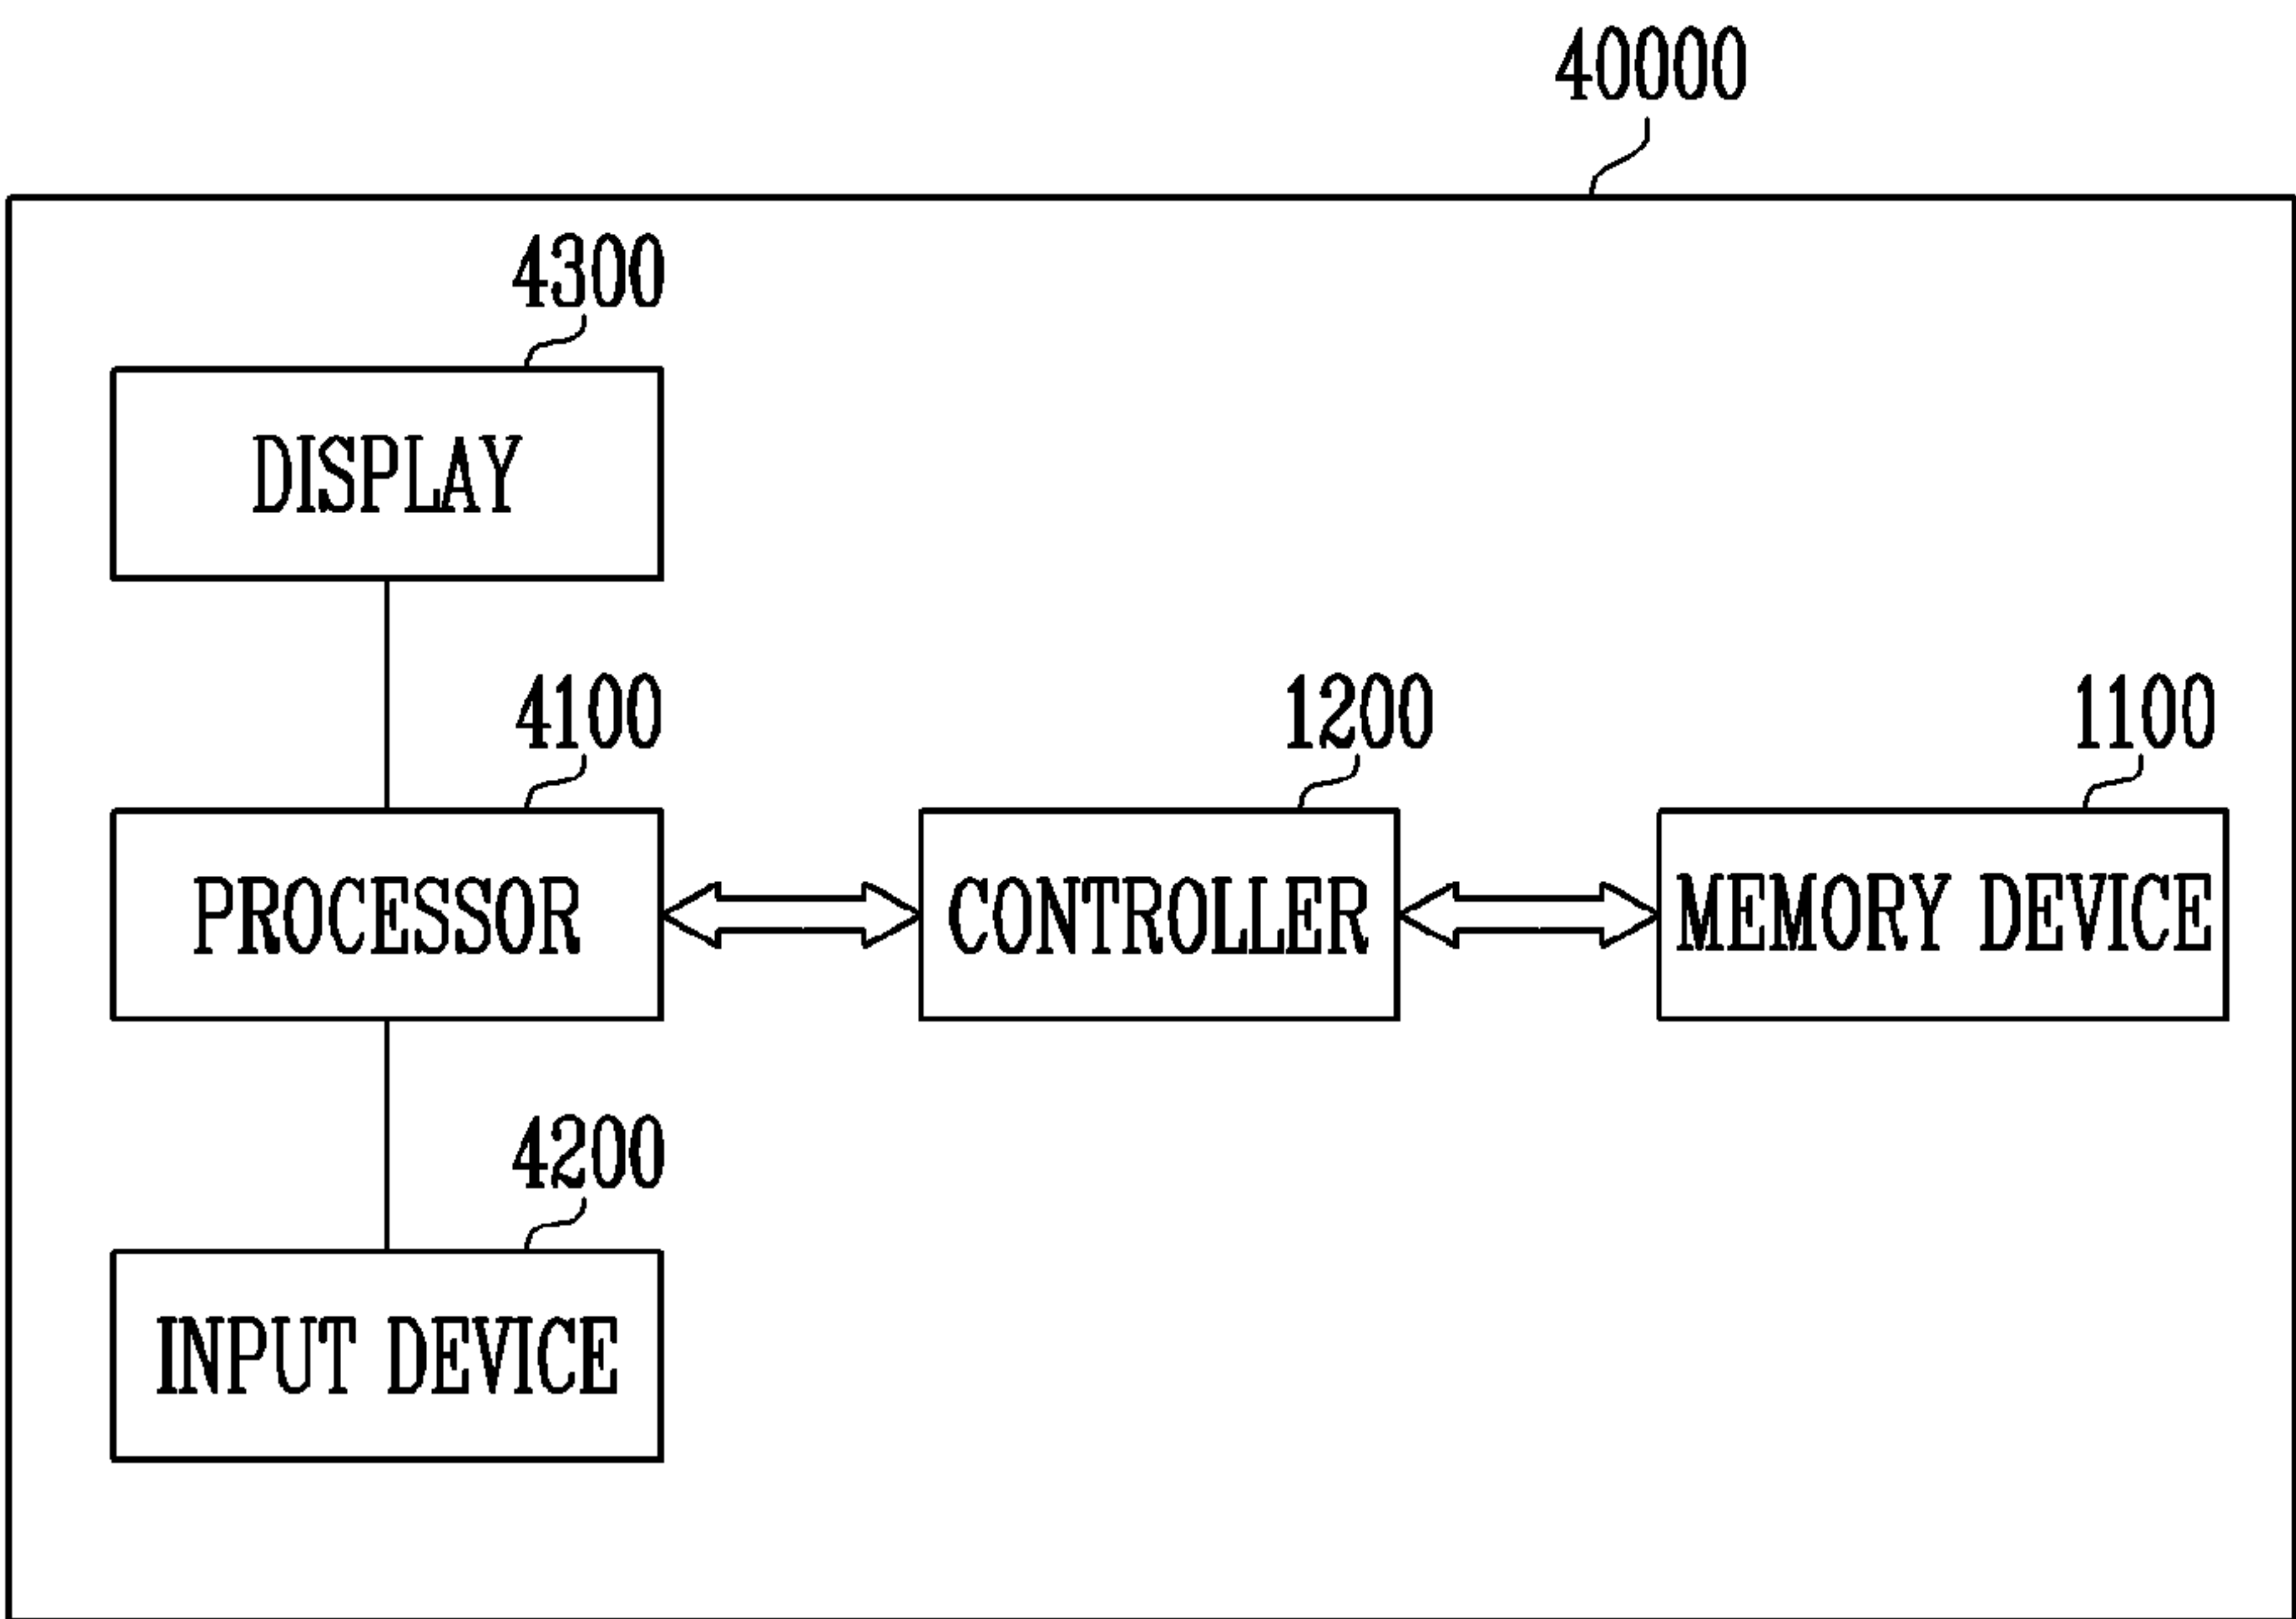 40000
4300
DISPLAY
4100
1200
1100
PROCESSOR
CONTROLLER
MEMORY DEVICE
4200
INPUT DEVICE